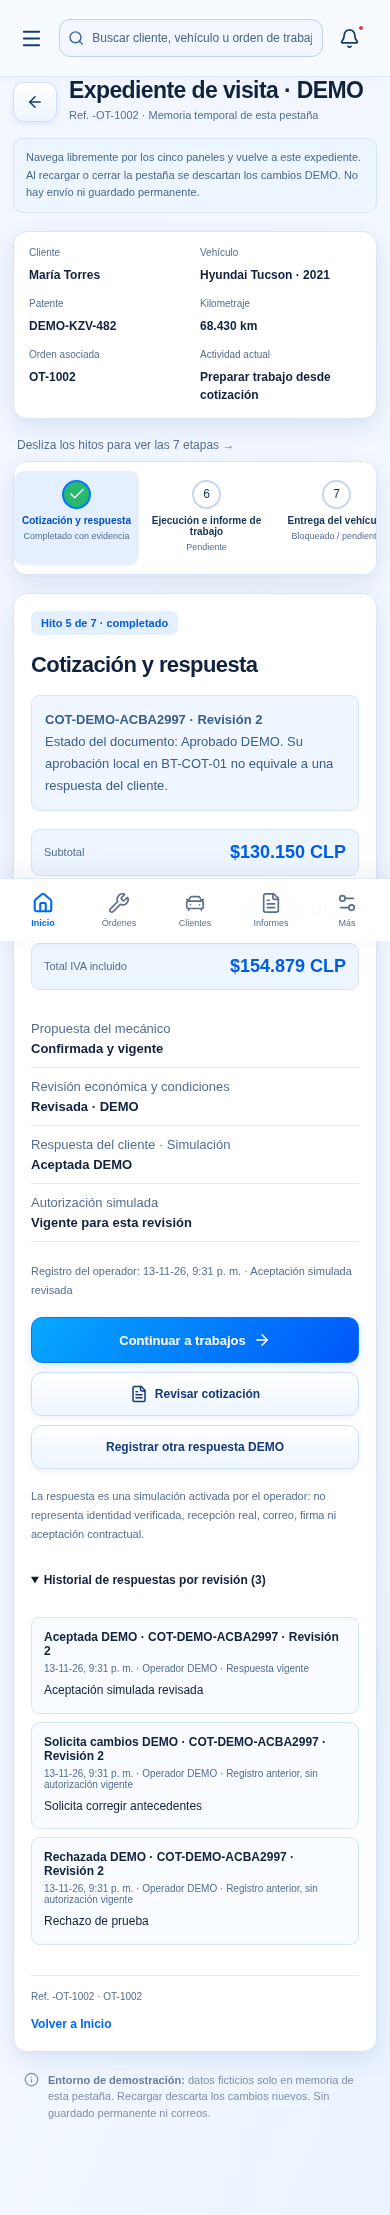 Buscar cliente, vehículo u orden de trabaj
Expediente de visita · DEMO
Ref. -OT-1002 · Memoria temporal de esta pestaña
Navega libremente por los cinco paneles y vuelve a este expediente.
Al recargar o cerrar la pestaña se descartan los cambios DEMO. No
hay envío ni guardado permanente.
Cliente
María Torres
Vehículo
Hyundai Tucson · 2021
Patente
DEMO-KZV-482
Kilometraje
68.430 km
Orden asociada
OT-1002
Actividad actual
Preparar trabajo desde
cotización
Desliza los hitos para ver las 7 etapas →
Cotización y respuesta
Completado con evidencia
6
Ejecución e informe de
trabajo
Pendiente
7
Entrega del vehícu
Bloqueado / pendient
Hito 5 de 7 · completado
Cotización y respuesta
COT-DEMO-ACBA2997 · Revisión 2
Estado del documento: Aprobado DEMO. Su
aprobación local en BT-COT-01 no equivale a una
respuesta del cliente.
Subtotal
$130.150 CLP
Inicio
Órdenes
Clientes
Informes
Más
Total IVA incluido
$154.879 CLP
Propuesta del mecánico
Confirmada y vigente
Revisión económica y condiciones
Revisada · DEMO
Respuesta del cliente · Simulación
Aceptada DEMO
Autorización simulada
Vigente para esta revisión
Registro del operador: 13-11-26, 9:31 p. m. · Aceptación simulada
revisada
Continuar a trabajos
Revisar cotización
Registrar otra respuesta DEMO
La respuesta es una simulación activada por el operador: no
representa identidad verificada, recepción real, correo, firma ni
aceptación contractual.
▼ Historial de respuestas por revisión (3)
Aceptada DEMO · COT-DEMO-ACBA2997 · Revisión
2
13-11-26, 9:31 p. m. · Operador DEMO · Respuesta vigente
Aceptación simulada revisada
Solicita cambios DEMO · COT-DEMO-ACBA2997 ·
Revisión 2
13-11-26, 9:31 p. m. · Operador DEMO · Registro anterior, sin
autorización vigente
Solicita corregir antecedentes
Rechazada DEMO · COT-DEMO-ACBA2997 ·
Revisión 2
13-11-26, 9:31 p. m. · Operador DEMO · Registro anterior, sin
autorización vigente
Rechazo de prueba
Ref. -OT-1002 · OT-1002
Volver a Inicio
Entorno de demostración: datos ficticios solo en memoria de
esta pestaña. Recargar descarta los cambios nuevos. Sin
guardado permanente ni correos.